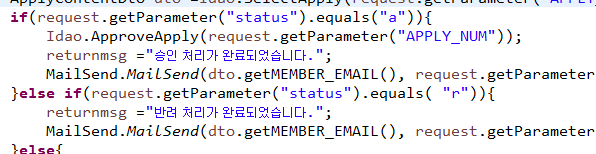 ApplyContentDto dto =Idao.SelectApply(request.getParameter("APPLY
if(request.getParameter("status").equals("a")){
Idao.ApproveApply(request.getParameter("APPLY_NUM"));
returnmsg ="승인 처리가 완료되었습니다.";
MailSend.MailSend(dto.getMEMBER_EMAIL(), request.getParameter
}else if(request.getParameter("status").equals( "r")){
returnmsg ="반려 처리가 완료되었습니다.";
MailSend.MailSend(dto.getMEMBER_EMAIL(), request.getParameter
}else{